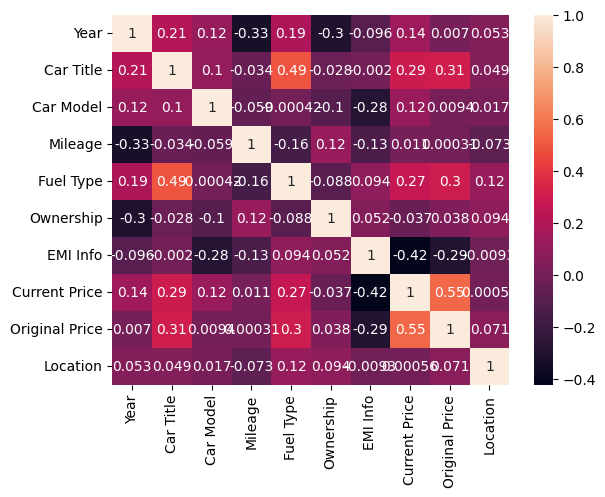 Year 1 0.21 0.12 -0.33 0.19 -0.3 -0.096 0.14 0.007 0.053
Car Title 0.21 1 0.1 -0.034 0.49 -0.028 -0.002 0.29 0.31 0.049
Car Model 0.12 0.1 1 -0.059 -0.00042 -0.1 -0.28 0.12 0.0094 0.017
Mileage -0.33 -0.034 -0.059 1 -0.16 0.12 -0.13 0.011 -0.073
Fuel Type 0.19 0.49 -0.00042 -0.16 1 -0.088 0.094 0.27 0.3 0.12
Ownership -0.3 -0.028 -0.1 0.12 -0.088 1 0.052 -0.037 0.038 0.094
EMI Info -0.096 -0.002 -0.28 -0.13 0.094 0.052 1 -0.42 -0.29
Current Price 0.14 0.29 0.12 0.011 0.27 -0.037 -0.42 1 0.55
Original Price 0.007 0.31 0.0094 0.3 0.038 -0.29 0.55 1 0.071
Location 0.053 0.049 0.017 -0.073 0.12 0.094 0.071 1
Year Car Title Car Model Mileage Fuel Type Ownership EMI Info Current Price Original Price Location
1.0
0.8
0.6
0.4
0.2
0.0
−0.2
−0.4